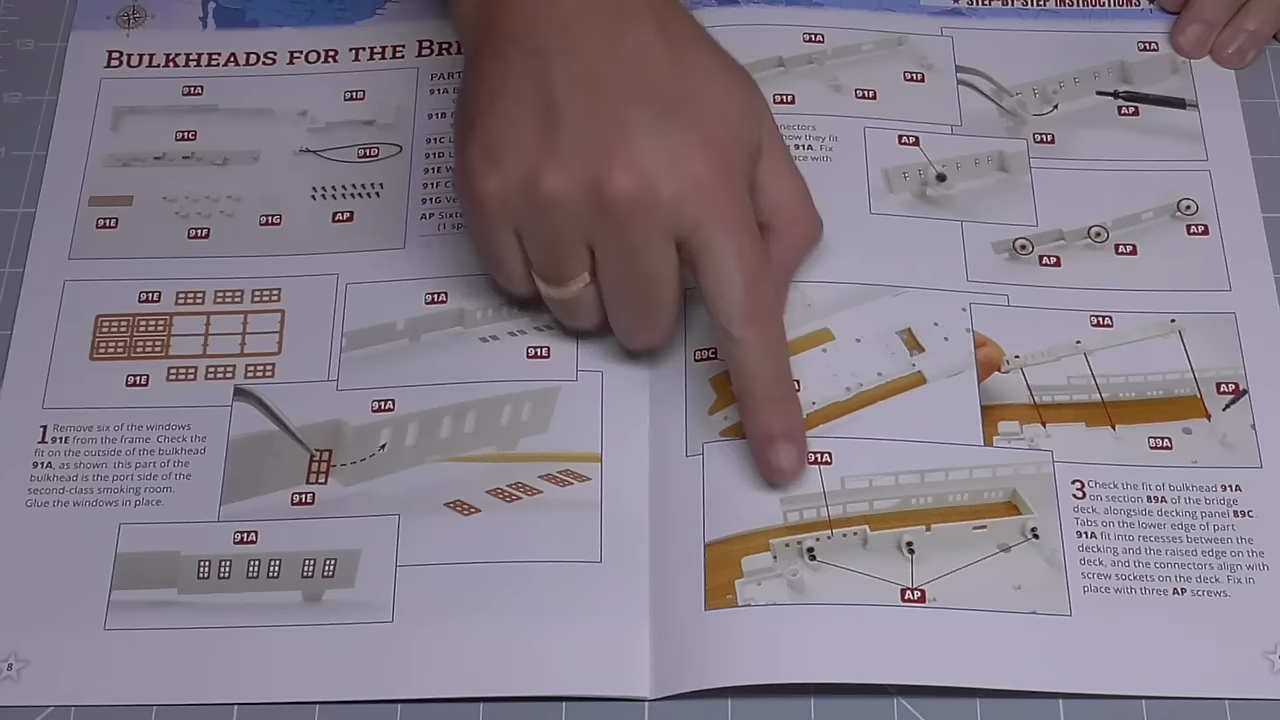 STEP-BY-STEP INSTRUCTIONS
BULKHEADS FOR THE
91A
91B
91C
91D
91E
91F
91G
AP
PART
91A
91B
91C
91D
91E
91F
91G
AP
(1
91E
91E
91A
91E
1 Remove six of the windows
91E from the frame. Check the
fit on the outside of the bulkhead
91A, as shown: this part of the
bulkhead is the port side of the
second-class smoking room.
Glue the windows in place.
91A
91E
91A
8
91A
91F
91F
91F
how they fit
91A. Fix
with
91A
AP
91F
AP
AP
AP
AP
89C
91A
AP
89A
91A
AP
3 Check the fit of bulkhead 91A
on section 89A of the bridge
deck, alongside decking panel 89C.
Tabs on the lower edge of part
91A fit into recesses between the
decking and the raised edge on the
deck, and the connectors align with
screw sockets on the deck. Fix in
place with three AP screws.
13
12